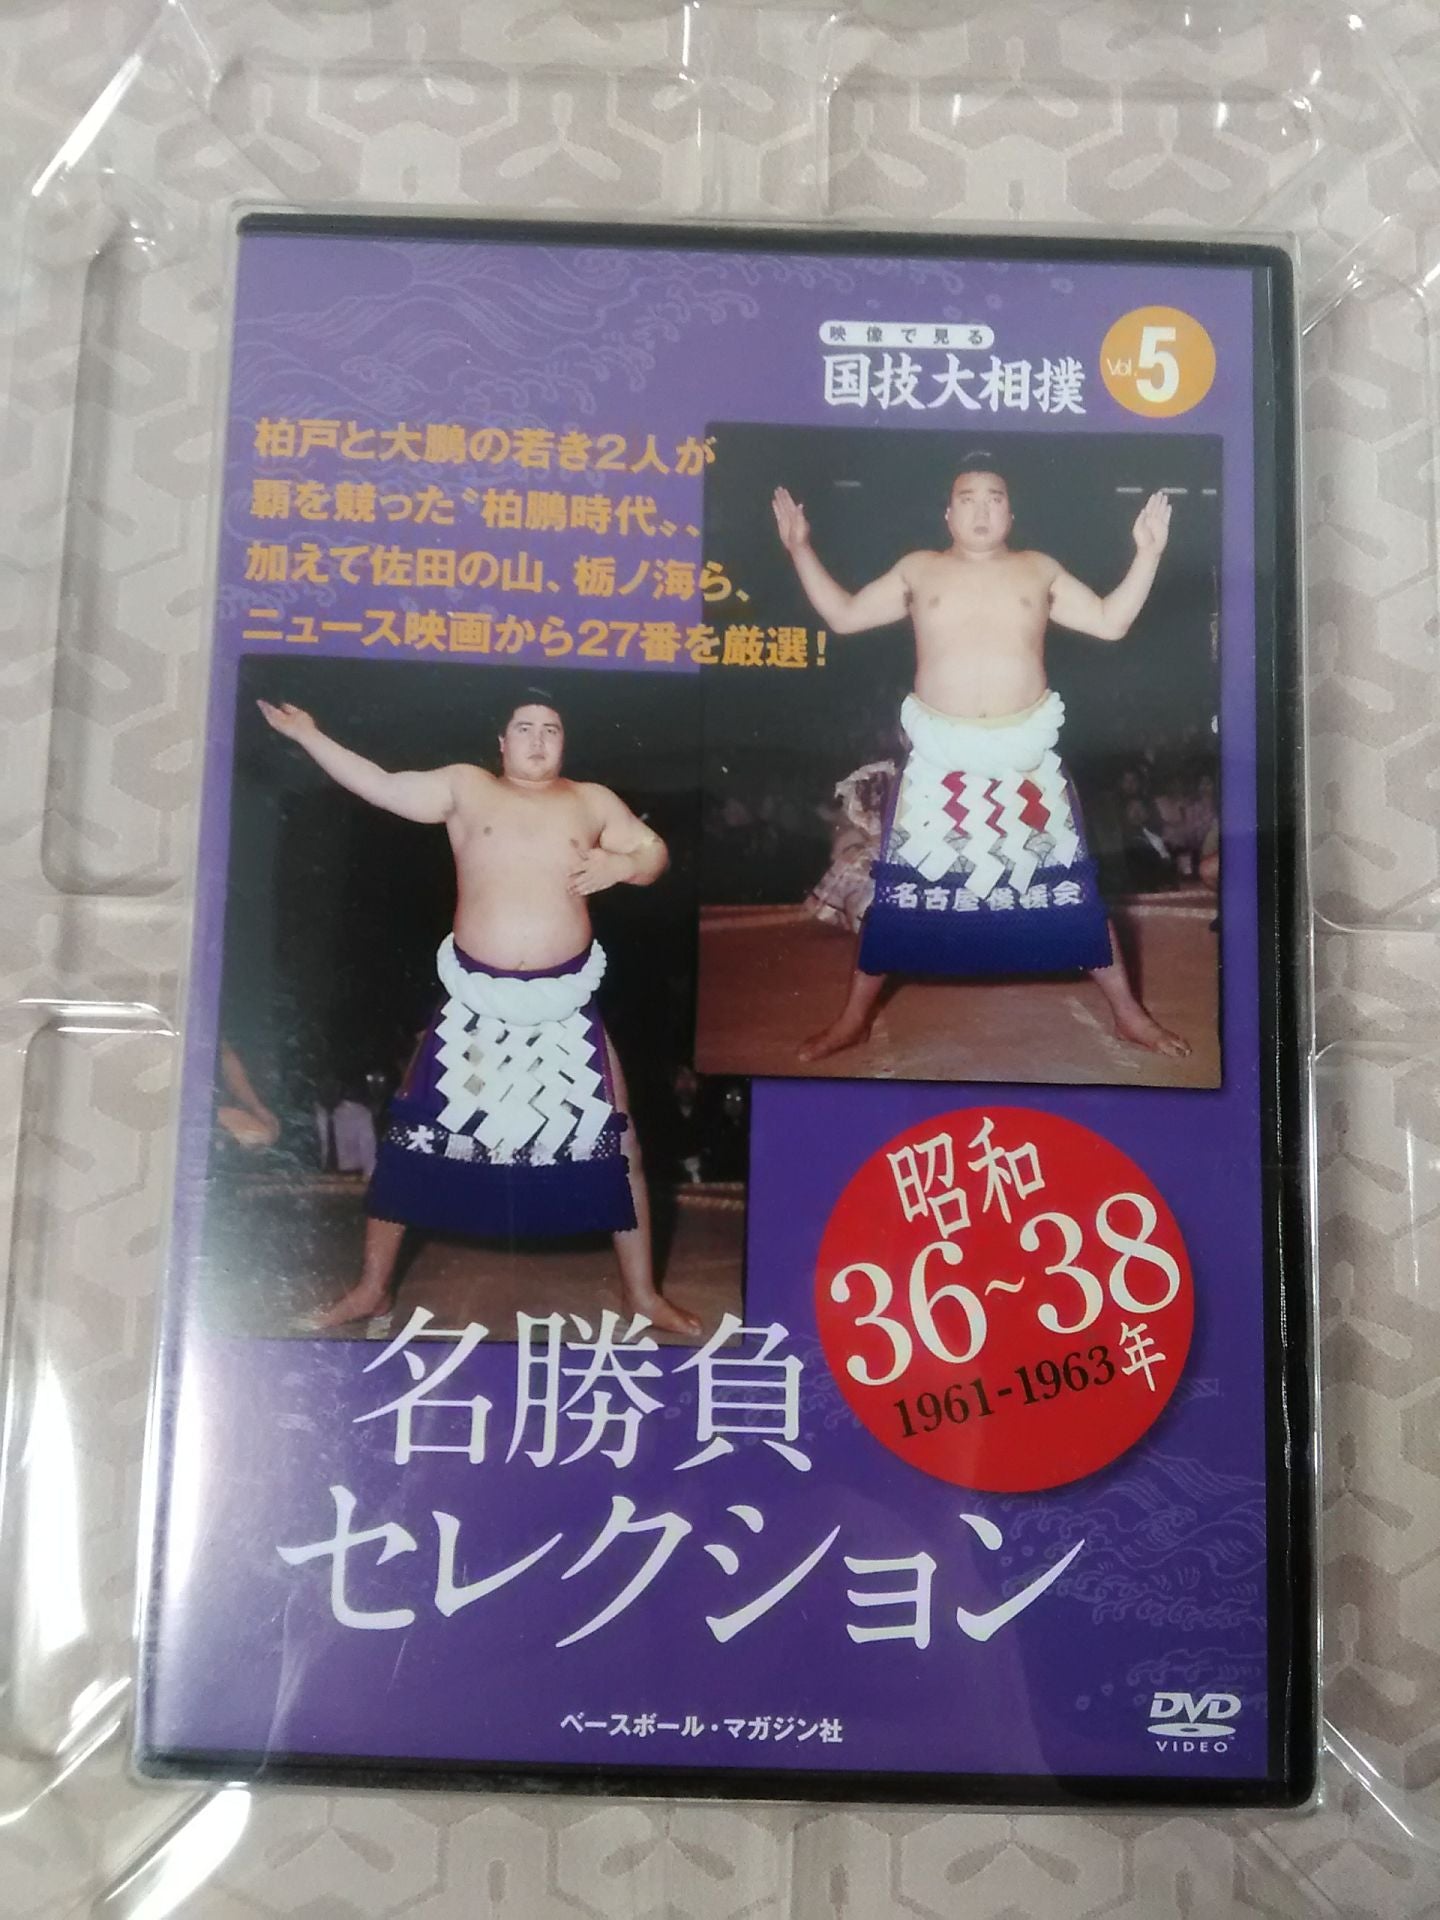 映像で見る
国技大相撲
Vol.5
柏戸と大鵬の若き2人が
覇を競った〝柏鵬時代〟、
加えて佐田の山、栃ノ海ら、
ニュース映画から27番を厳選!
名古屋後援会
大鵬後援会
昭和
36~38年
1961-1963
名勝負
セレクション
ベースボール・マガジン社
DVD
VIDEO